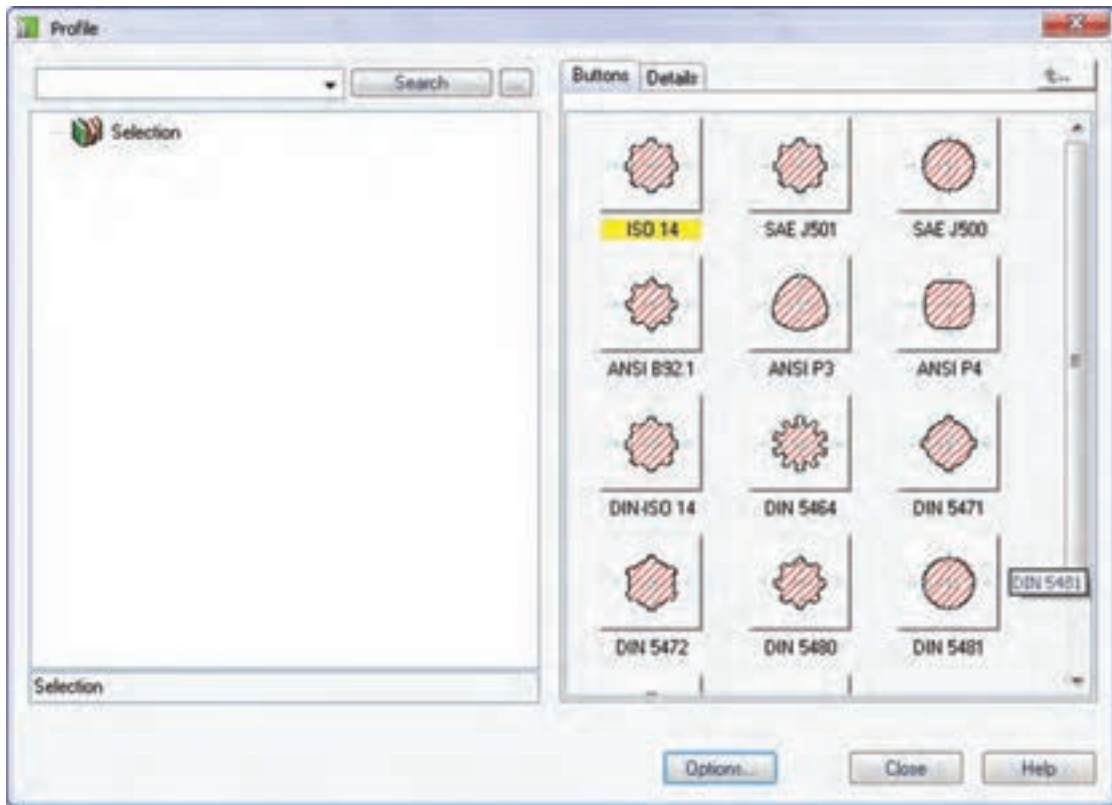 Profile
Search ...
Selection
Selection
Buttons Details
ISO 14 SAE J501 SAE J500
ANSI B92.1 ANSI P3 ANSI P4
DIN-ISO 14 DIN 5464 DIN 5471
DIN 5481
DIN 5472 DIN 5480 DIN 5481
Options... Close Help